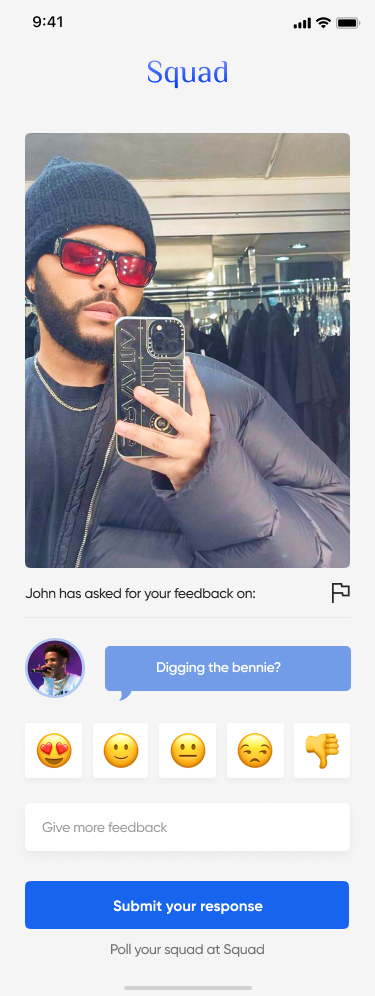 9:41
Squad
John has asked for your feedback on:
Digging the bennie?
Give more feedback
Submit your response
Poll your squad at Squad